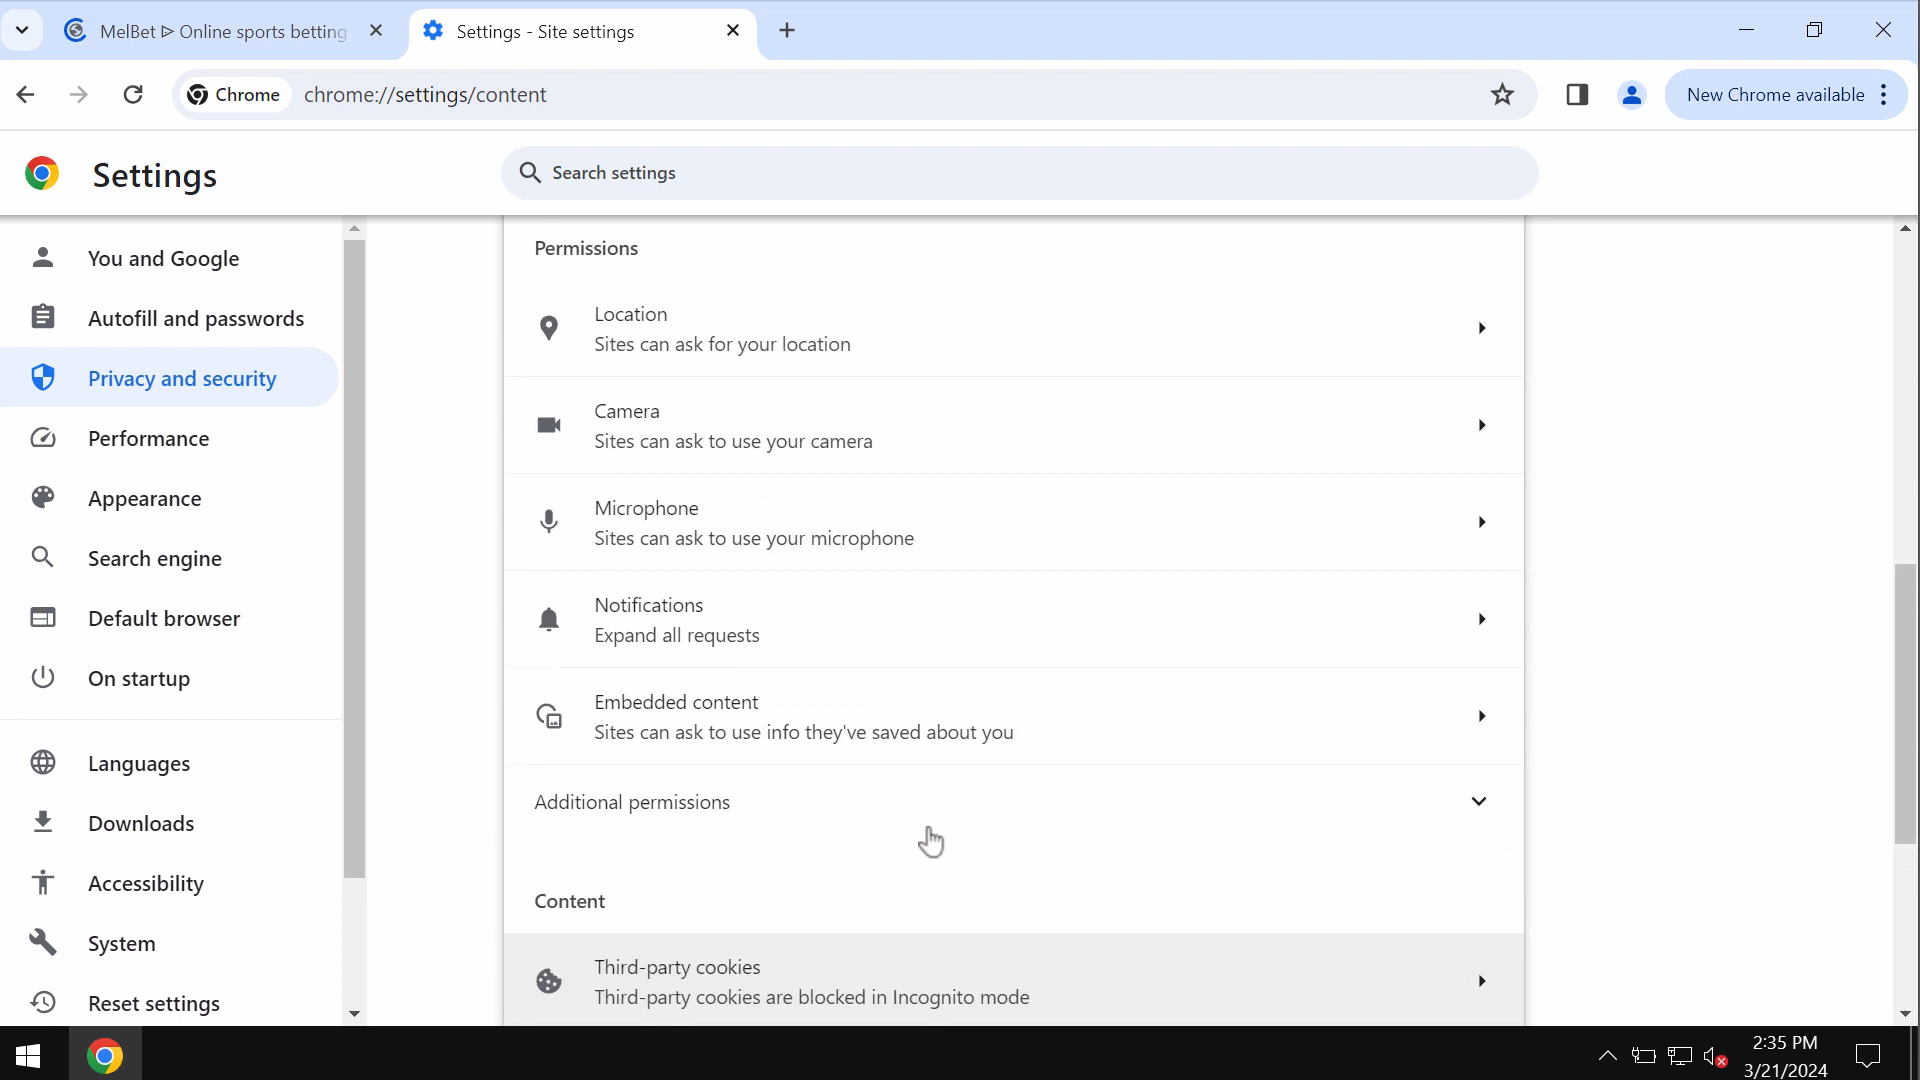 MelBet ᐉ Online sports betting
Settings - Site settings
Chrome
chrome://settings/content
New Chrome available
Settings
Search settings
You and Google
Autofill and passwords
Privacy and security
Performance
Appearance
Search engine
Default browser
On startup
Languages
Downloads
Accessibility
System
Reset settings
Permissions
Location
Sites can ask for your location
Camera
Sites can ask to use your camera
Microphone
Sites can ask to use your microphone
Notifications
Expand all requests
Embedded content
Sites can ask to use info they've saved about you
Additional permissions
Content
Third-party cookies
Third-party cookies are blocked in Incognito mode
2:35 PM
3/21/2024